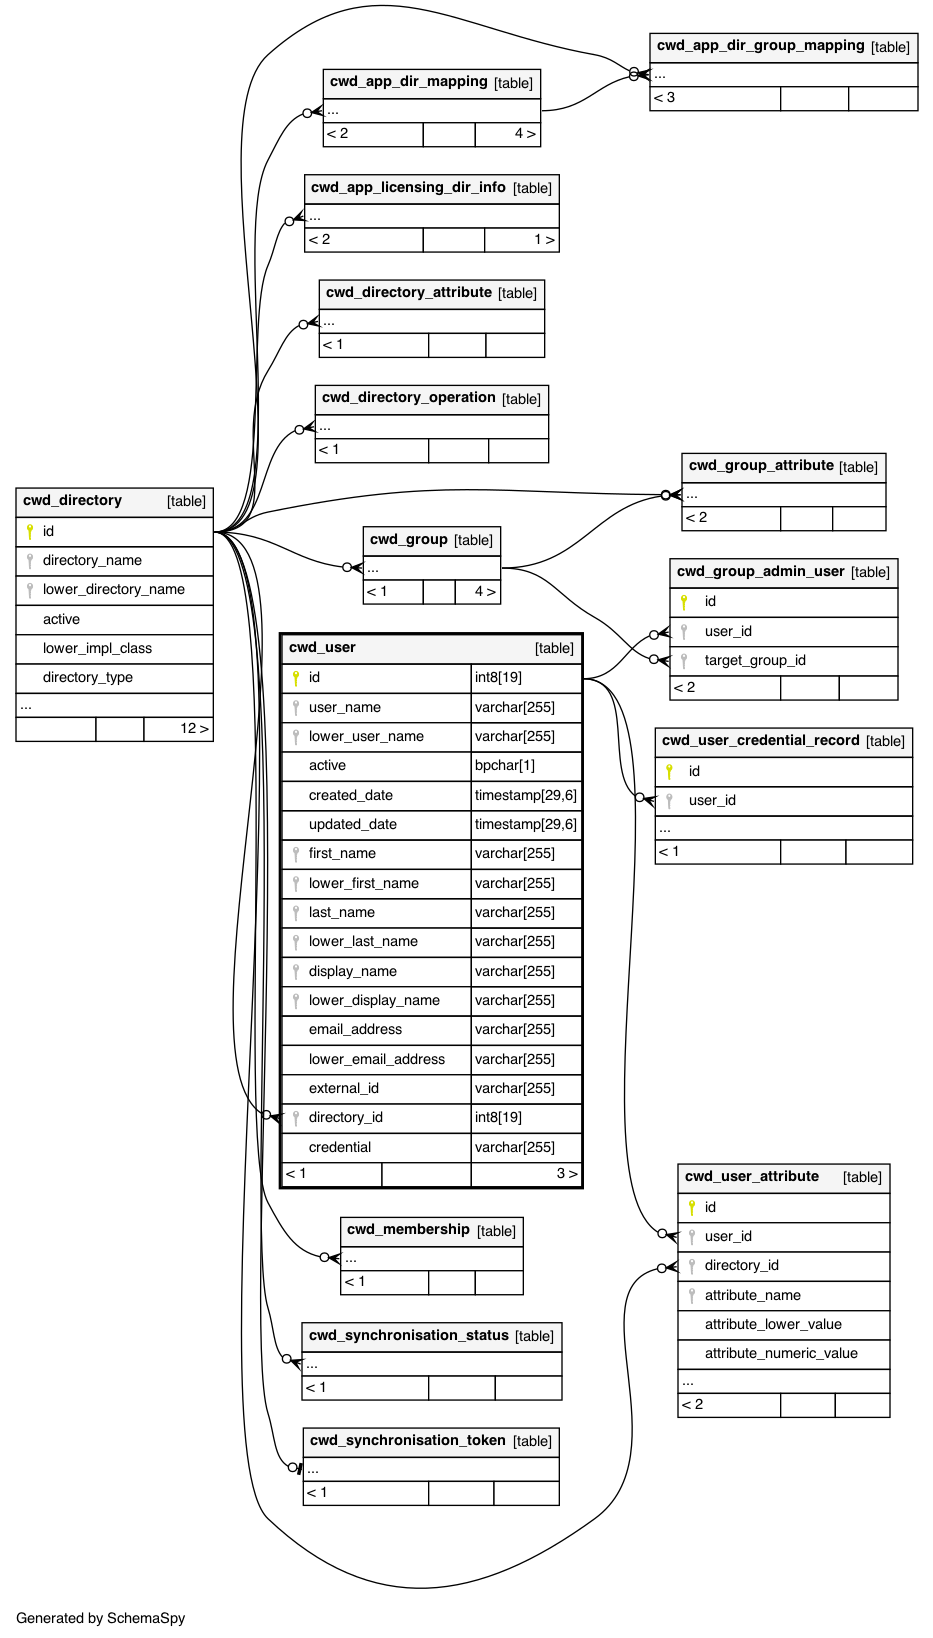 cwd_app_dir_group_mapping [table]
...
< 3
cwd_app_dir_mapping [table]
...
< 2 4 >
cwd_app_licensing_dir_info [table]
...
< 2 1 >
cwd_directory_attribute [table]
...
< 1
cwd_directory_operation [table]
...
< 1
cwd_group_attribute [table]
...
< 2
cwd_directory [table]
id
directory_name
lower_directory_name
active
lower_impl_class
directory_type
...
12 >
cwd_group [table]
...
< 1 4 >
cwd_group_admin_user [table]
id
user_id
target_group_id
< 2
cwd_user [table]
id int8[19]
user_name varchar[255]
lower_user_name varchar[255]
active bpchar[1]
created_date timestamp[29,6]
updated_date timestamp[29,6]
first_name varchar[255]
lower_first_name varchar[255]
last_name varchar[255]
lower_last_name varchar[255]
display_name varchar[255]
lower_display_name varchar[255]
email_address varchar[255]
lower_email_address varchar[255]
external_id varchar[255]
directory_id int8[19]
credential varchar[255]
< 1 3 >
cwd_user_credential_record [table]
id
user_id
...
< 1
cwd_user_attribute [table]
id
user_id
directory_id
attribute_name
attribute_lower_value
attribute_numeric_value
...
< 2
cwd_membership [table]
...
< 1
cwd_synchronisation_status [table]
...
< 1
cwd_synchronisation_token [table]
...
< 1
Generated by SchemaSpy